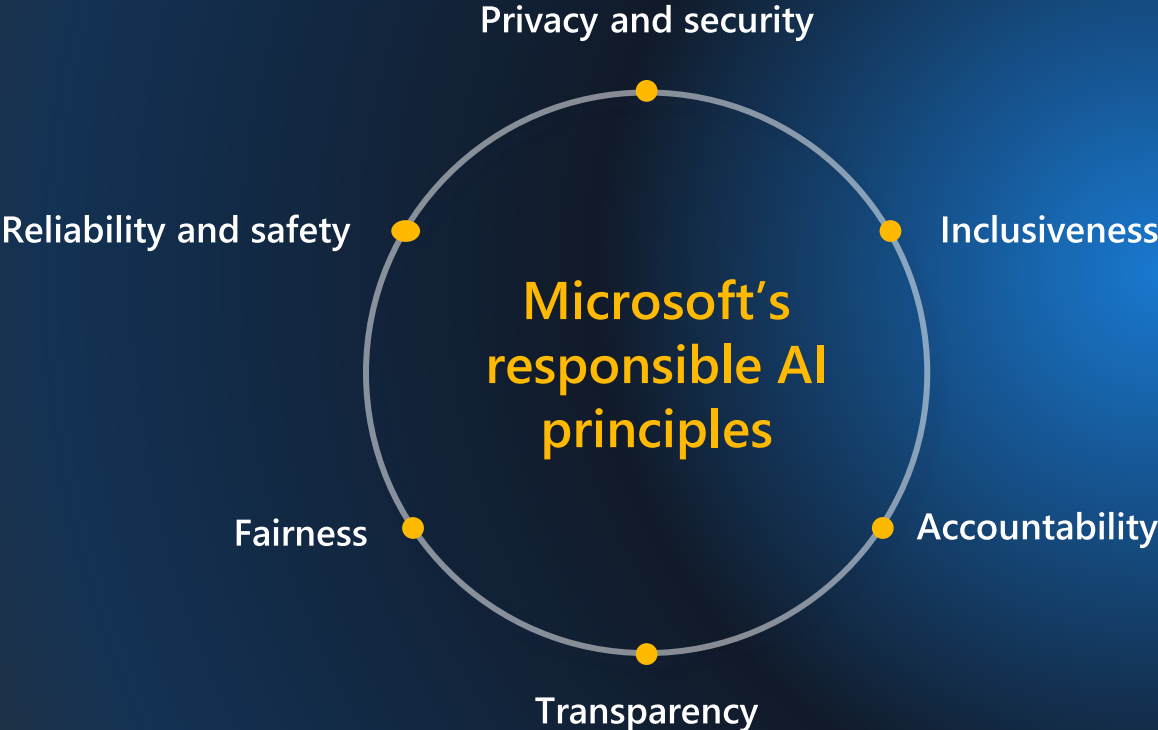 Privacy and security
Reliability and safety
Inclusiveness
Microsoft’s
responsible AI
principles
Fairness
Accountability
Transparency